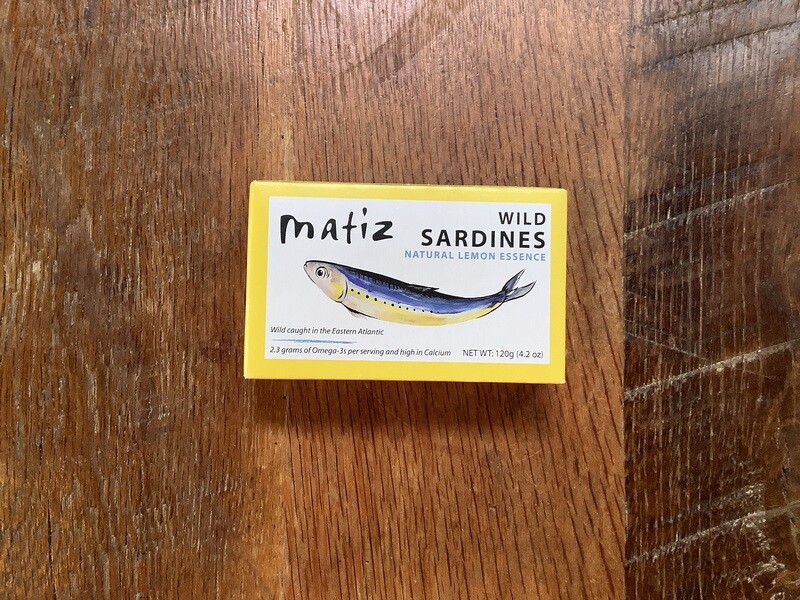 matiz
WILD
SARDINES
NATURAL LEMON ESSENCE
Wild caught in the Eastern Atlantic
2.3 grams of Omega-3s per serving and high in Calcium
NET WT: 120g (4.2 oz)